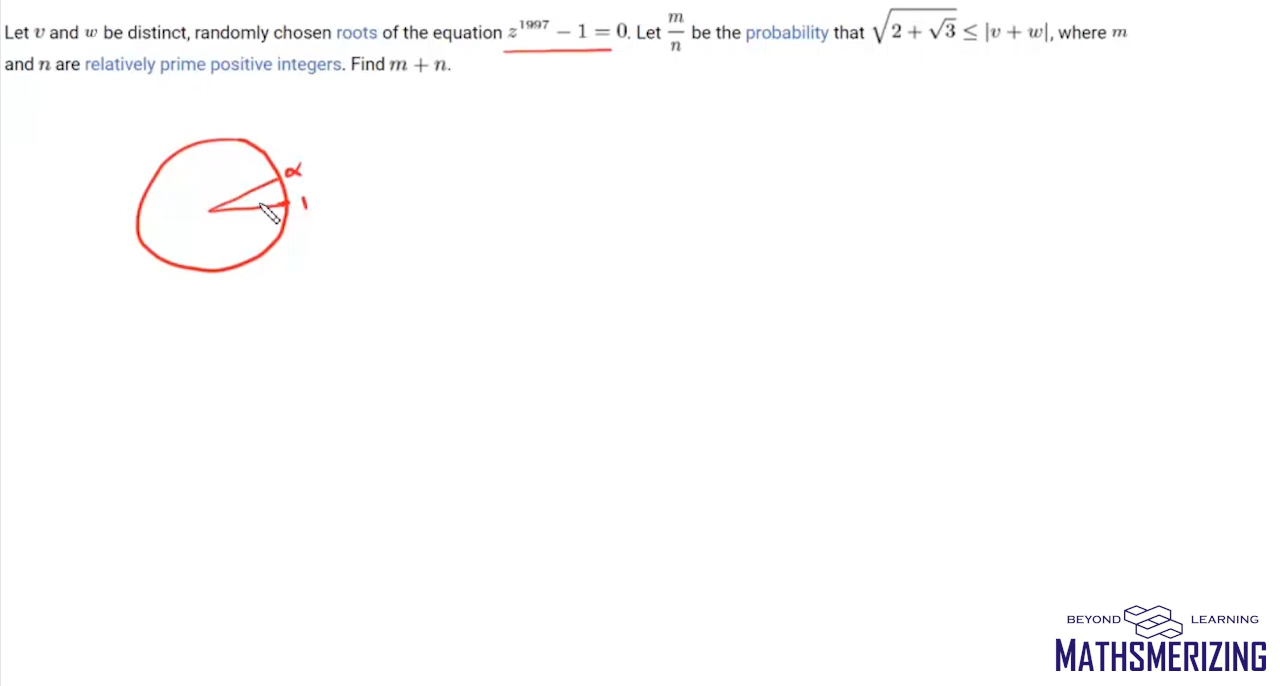 Let v and w be distinct, randomly chosen roots of the equation z^1997 − 1 = 0. Let m/n be the probability that √(2 + √3) ≤ |v + w|, where m
and n are relatively prime positive integers. Find m + n.
α
1
BEYOND LEARNING
MATHSMERIZING